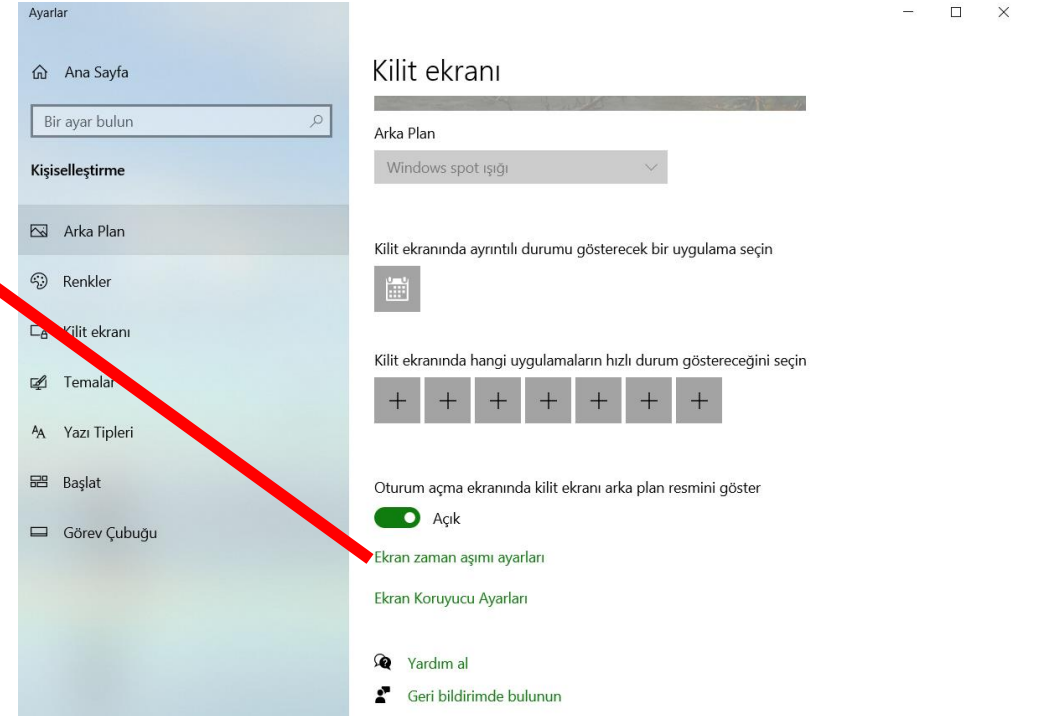 Ayarlar
Ana Sayfa
Bir ayar bulun
Kişiselleştirme
Arka Plan
Renkler
Kilit ekranı
Temalar
Yazı Tipleri
Başlat
Görev Çubuğu
Kilit ekranı
Arka Plan
Windows spot ışığı
Kilit ekranında ayrıntılı durumu gösterecek bir uygulama seçin
Kilit ekranında hangi uygulamaların hızlı durum göstereceğini seçin
Oturum açma ekranında kilit ekranı arka plan resmini göster
Açık
Ekran zaman aşımı ayarları
Ekran Koruyucu Ayarları
Yardım al
Geri bildirimde bulunun